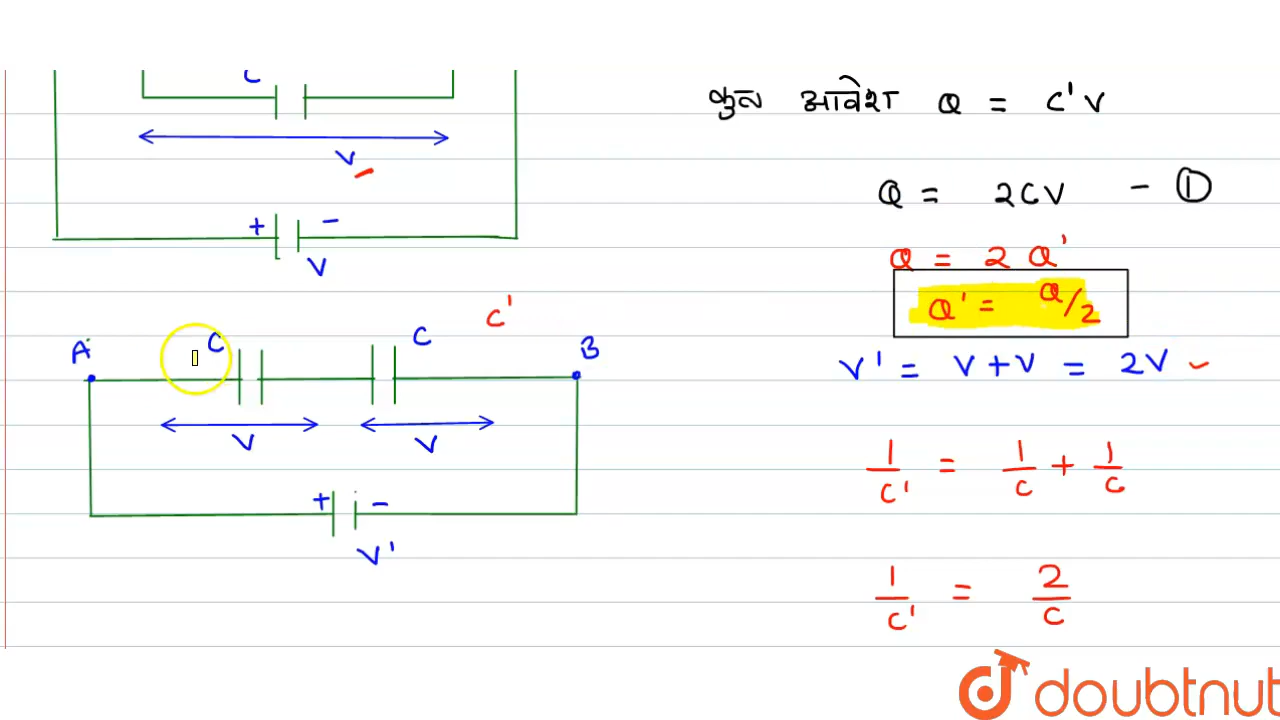 C
V
+ -
V
कुल आवेश Q = C'V
Q = 2CV - ①
Q = 2Q'
Q' = Q/2
V' = V + V = 2V
1/C' = 1/C + 1/C
1/C' = 2/C
C'
A C C B
V V
+ -
V'
doubtnut